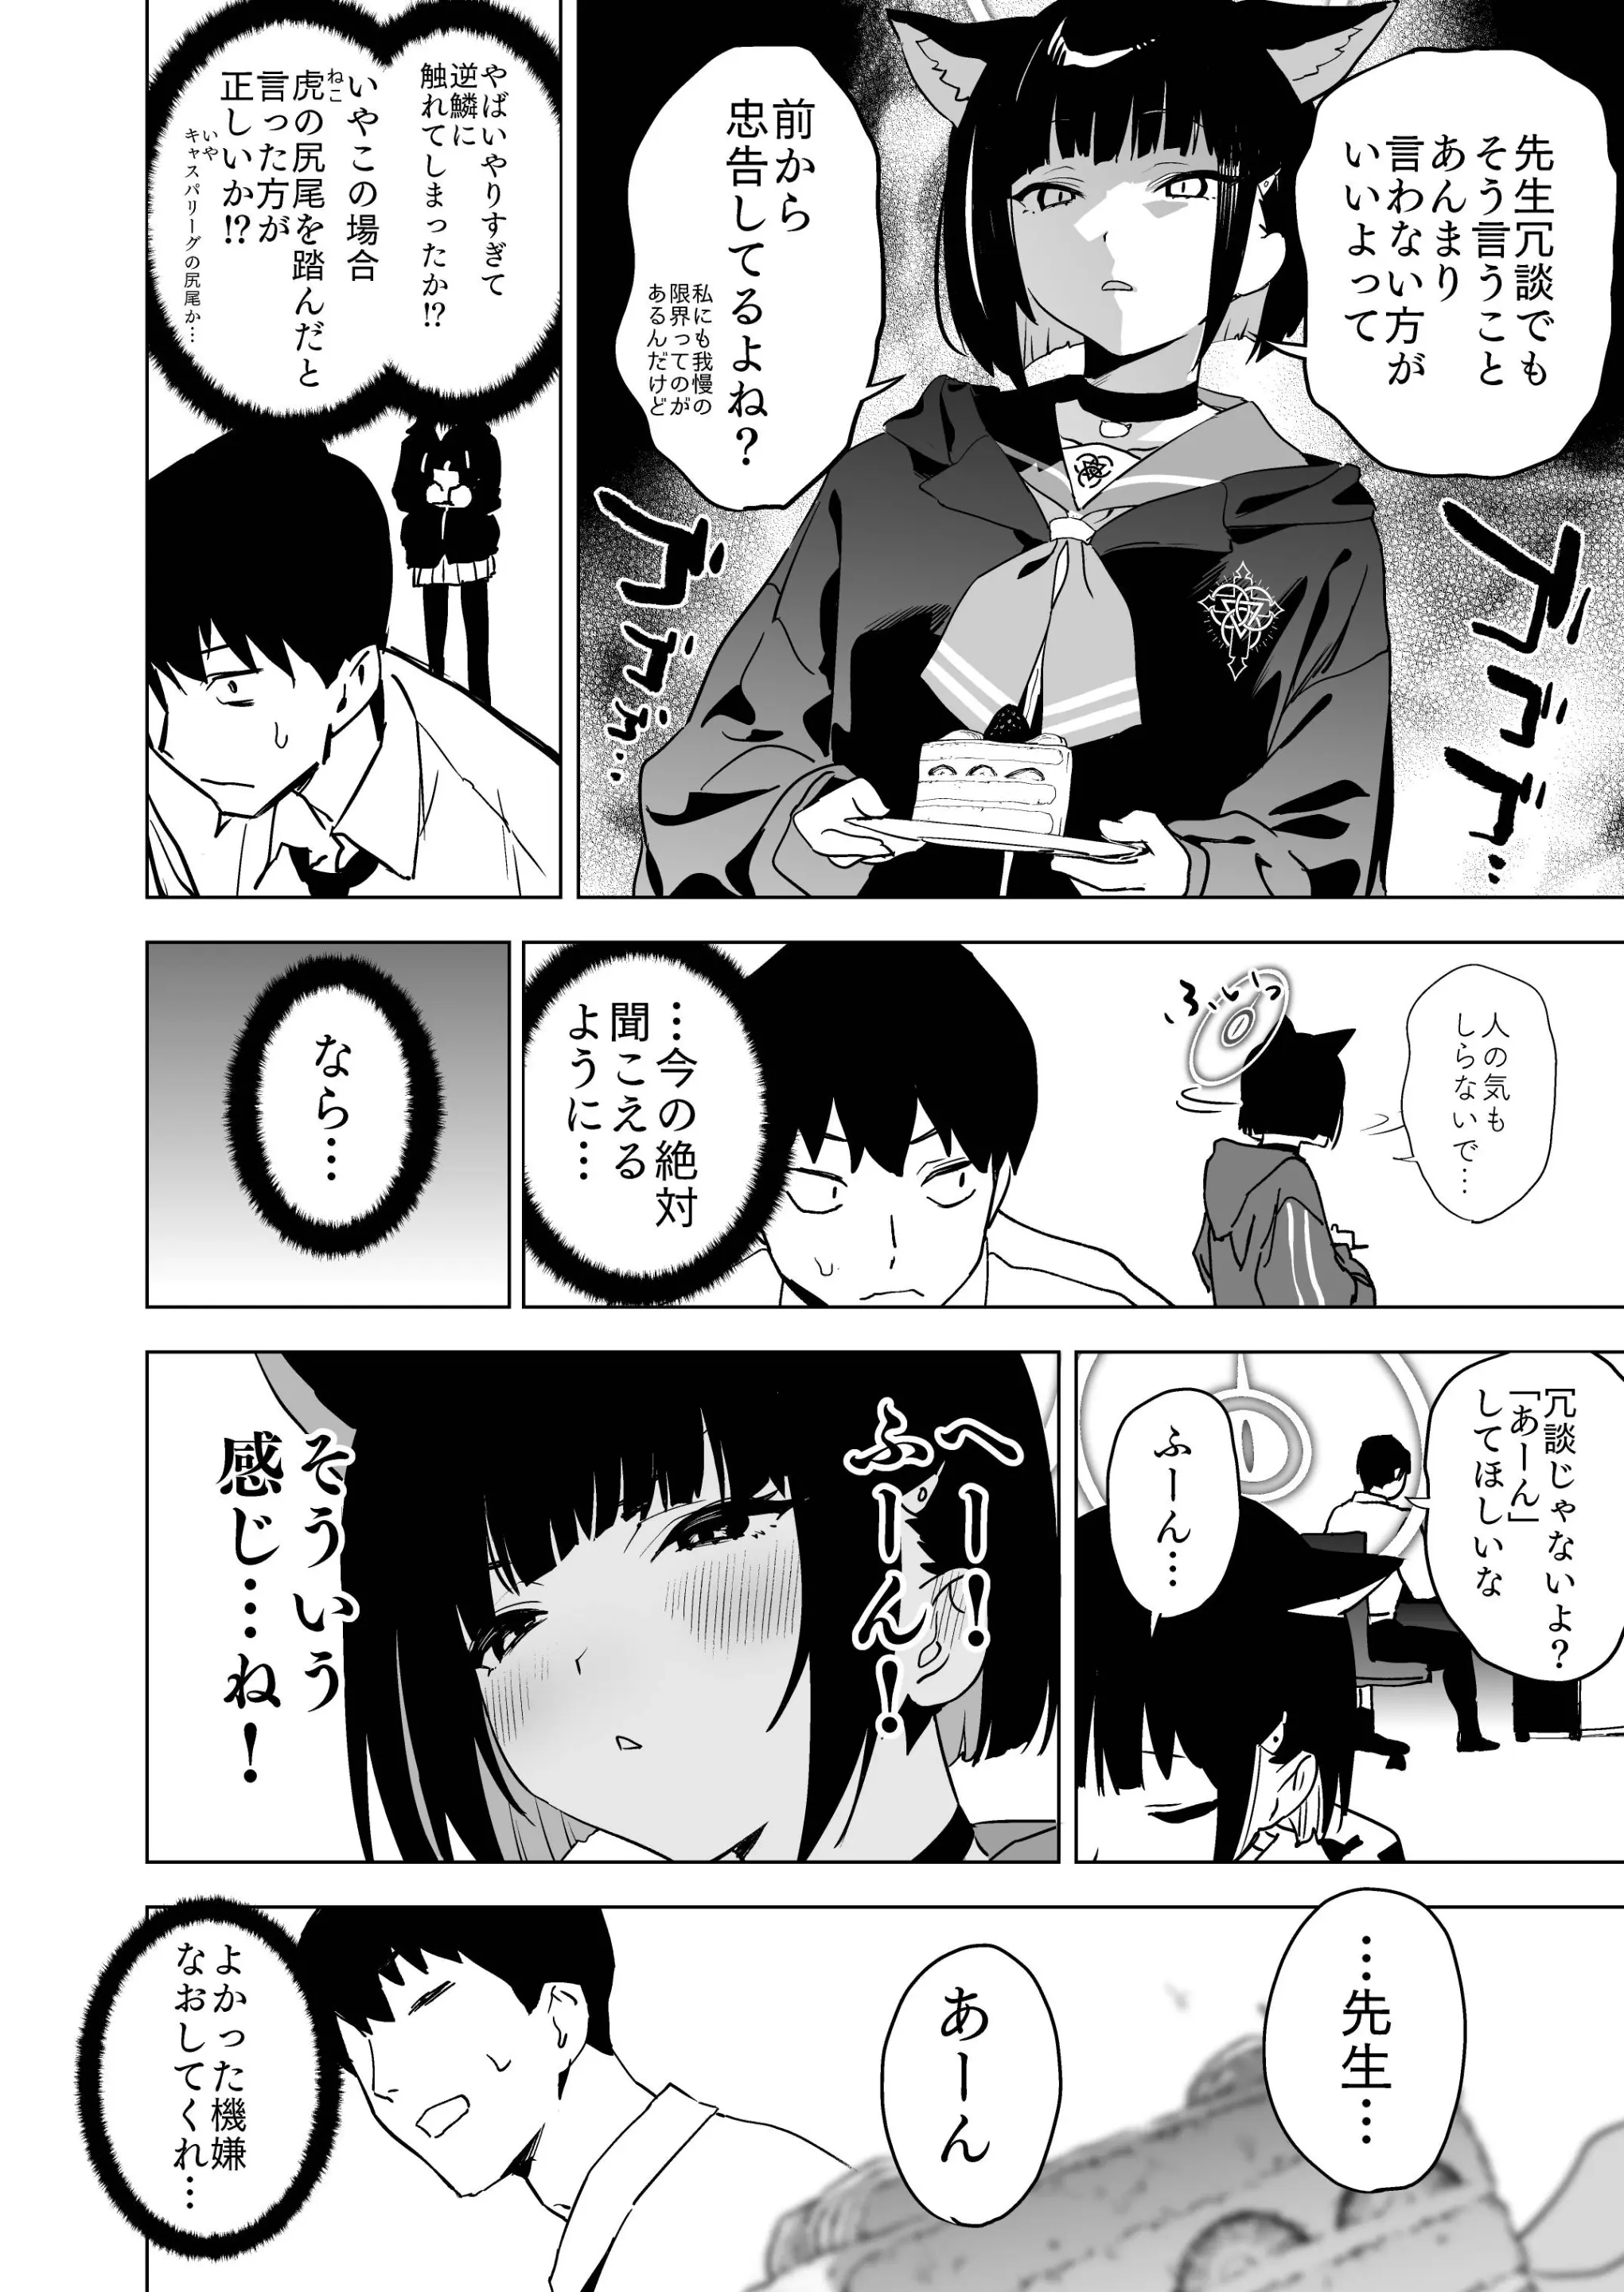 先生冗談でも
そう言うこと
あんまり
言わない方が
いいよって
前から
忠告してるよね？
私にも我慢の
限界ってのが
あるんだけど
ゴゴゴゴ…
ゴゴゴゴ…
やばいやりすぎて
逆鱗に
触れてしまったか!?
いやこの場合
虎の尻尾を踏んだと
ねこ
言った方が
正しいか!?
いや
キャスパリーグの尻尾か…
人の気も
しらないで…
ぷいっ
…今の絶対
聞こえる
ように…
なら…
冗談じゃないよ？
「あーん」
してほしいな
ふーん…
へー！
ふーん！
そういう
感じ…ね！
…先生…
あーん
よかった機嫌
なおしてくれ…